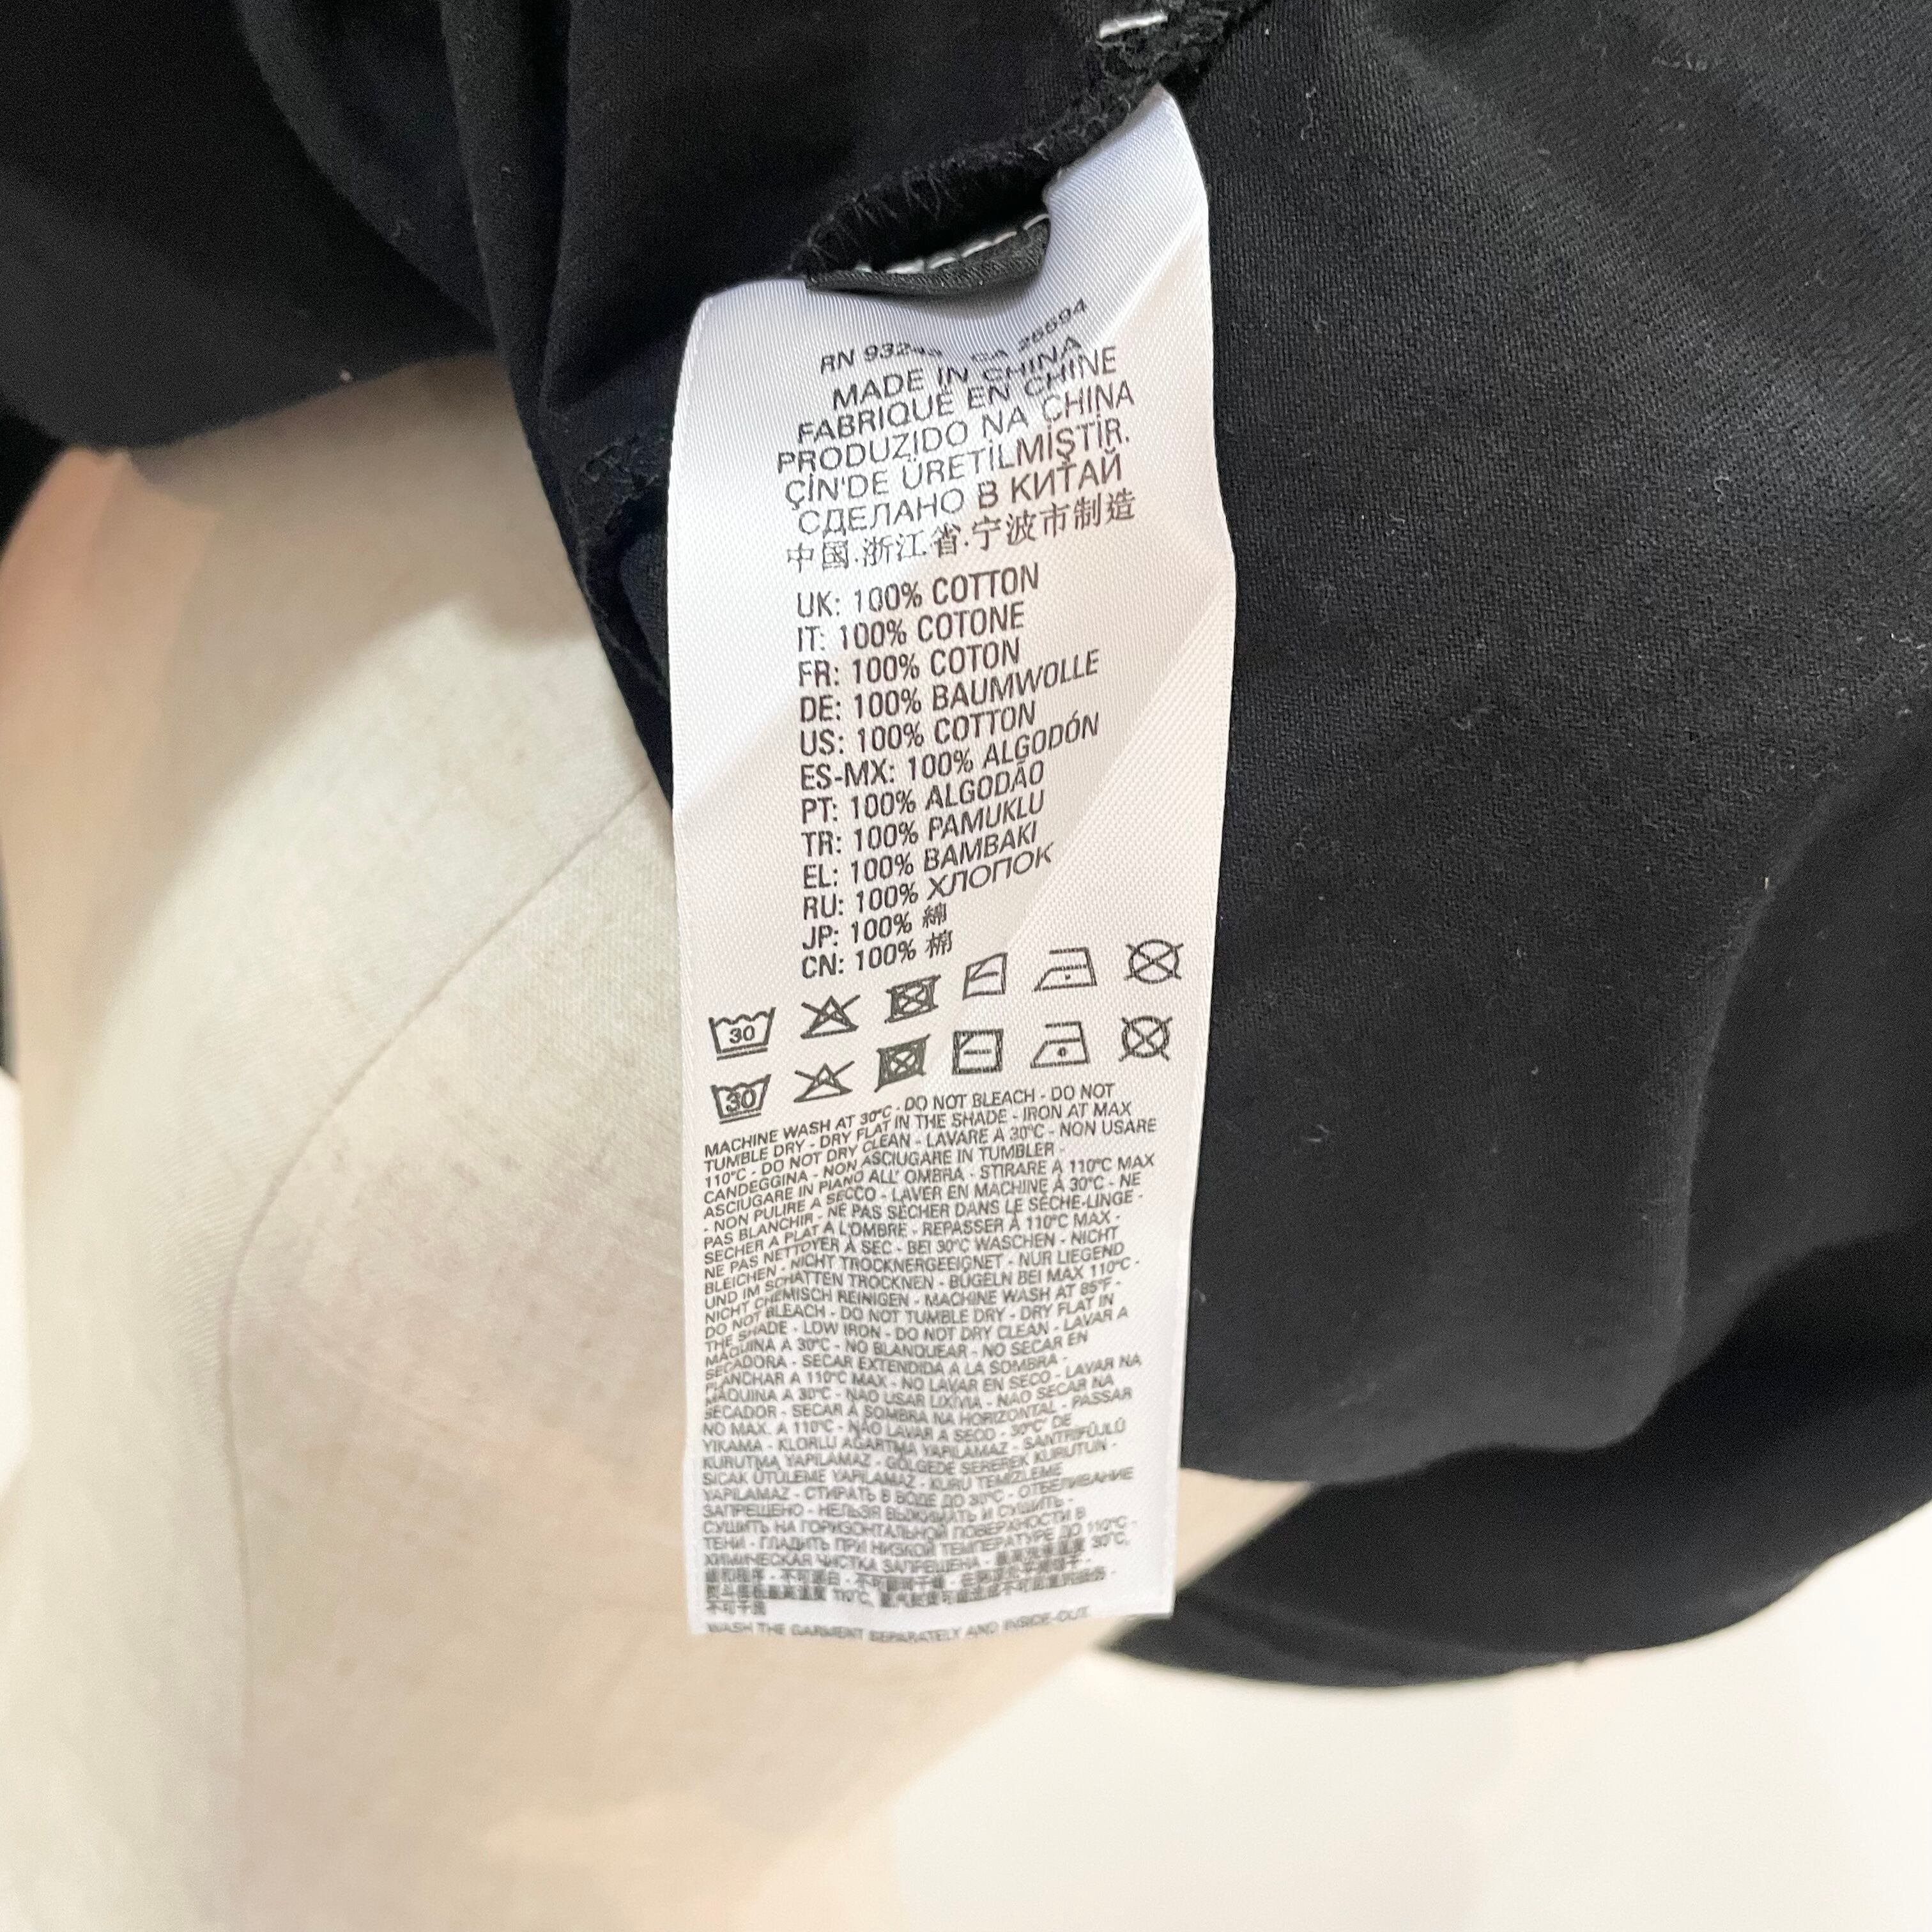 RN 932 CA 25594
MADE IN CHINA
FABRIQUÉ EN CHINE
PRODUZIDO NA CHINA
ÇİN'DE ÜRETİLMİŞTİR.
СДЕЛАНО В КИТАЙ
中国.浙江省.宁波市制造
UK: 100% COTTON
IT: 100% COTONE
FR: 100% COTON
DE: 100% BAUMWOLLE
US: 100% COTTON
ES-MX: 100% ALGODÓN
PT: 100% ALGODÃO
TR: 100% PAMUKLU
EL: 100% BAMBAKI
RU: 100% ХЛОПОК
JP: 100% 綿
CN: 100% 棉
30
30
MACHINE WASH AT 30°C - DO NOT BLEACH - DO NOT
TUMBLE DRY - DRY FLAT IN THE SHADE - IRON AT MAX
110°C - DO NOT DRY CLEAN - LAVARE A 30°C - NON USARE
CANDEGGINA - NON ASCIUGARE IN TUMBLER -
ASCIUGARE IN PIANO ALL' OMBRA - STIRARE A 110°C MAX
- NON PULIRE A SECCO - LAVER EN MACHINE À 30°C - NE
PAS BLANCHIR - NE PAS SÉCHER DANS LE SÈCHE-LINGE -
SÉCHER A PLAT A L'OMBRE - REPASSER À 110°C MAX -
NE PAS NETTOYER À SEC - BEI 30°C WASCHEN - NICHT
BLEICHEN - NICHT TROCKNERGEEIGNET - NUR LIEGEND
UND IM SCHATTEN TROCKNEN - BÜGELN BEI MAX 110°C -
NICHT CHEMISCH REINIGEN - MACHINE WASH AT 85°F -
DO NOT BLEACH - DO NOT TUMBLE DRY - DRY FLAT IN
THE SHADE - LOW IRON - DO NOT DRY CLEAN - LAVAR A
MÁQUINA A 30°C - NO BLANQUEAR - NO SECAR EN
SECADORA - SECAR EXTENDIDA A LA SOMBRA -
PLANCHAR A 110°C MAX - NO LAVAR EN SECO - LAVAR NA
MÁQUINA A 30°C - NÃO USAR LIXÍVIA - NÃO SECAR NA
SECADOR - SECAR À SOMBRA NA HORIZONTAL - PASSAR
NO MAX. A 110°C - NÃO LAVAR A SECO - 30°C' DE
YIKAMA - KLORLU AĞARTMA YAPILAMAZ - SANTRİFÜJLÜ
KURUTMA YAPILAMAZ - GÖLGEDE SEREREK KURUTUN -
SICAK ÜTÜLEME YAPILAMAZ - KURU TEMİZLEME
YAPILAMAZ - СТИРАТЬ В ВОДЕ ДО 30°C - ОТБЕЛИВАНИЕ
ЗАПРЕЩЕНО - НЕЛЬЗЯ ВЫЖИМАТЬ И СУШИТЬ -
СУШИТЬ НА ГОРИЗОНТАЛЬНОЙ ПОВЕРХНОСТИ В
ТЕНИ - ГЛАДИТЬ ПРИ НИЗКОЙ ТЕМПЕРАТУРЕ ДО 110°C -
ХИМИЧЕСКАЯ ЧИСТКА ЗАПРЕЩЕНА - 30°C,
不可漂白 -
110°C,
不可干洗
WASH THE GARMENT SEPARATELY AND INSIDE-OUT